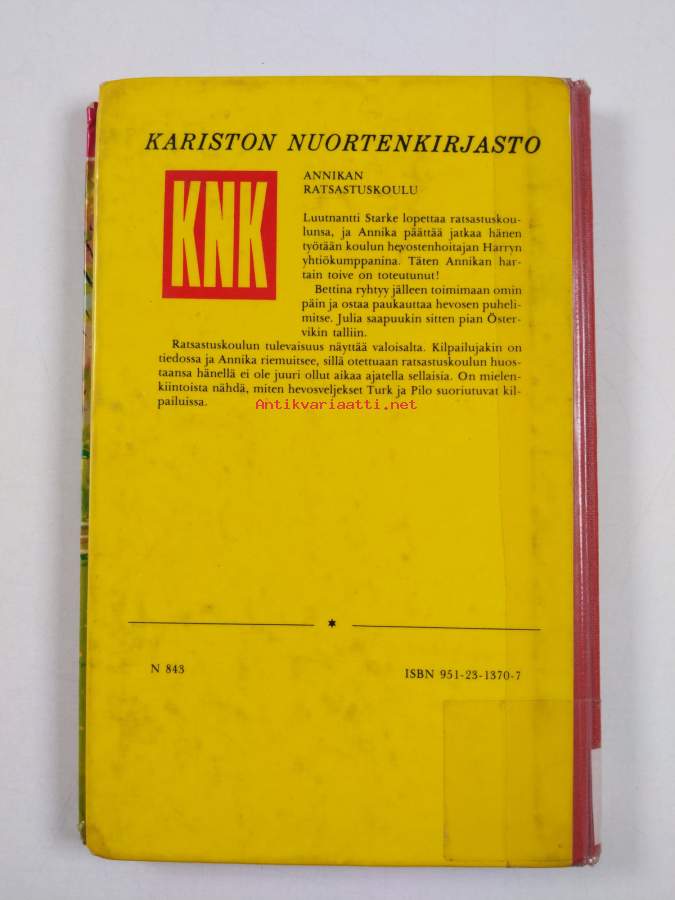 KARISTON NUORTENKIRJASTO
KNK
ANNIKAN
RATSASTUSKOULU
Luutnantti Starke lopettaa ratsastuskou-
lunsa, ja Annika päättää jatkaa hänen
työtään koulun hevostenhoitajan Harryn
yhtiökumppanina. Täten Annikan har-
tain toive on toteutunut!
Bettina ryhtyy jälleen toimimaan omin
päin ja ostaa paukauttaa hevosen puheli-
mitse. Julia saapuukin sitten pian Öster-
vikin talliin.
Ratsastuskoulun tulevaisuus näyttää valoisalta. Kilpailujakin on
tiedossa ja Annika riemuitsee, sillä otettuaan ratsastuskoulun huos-
taansa hänellä ei ole juuri ollut aikaa ajatella sellaisia. On mielen-
kiintoista nähdä, miten hevosveljekset Turk ja Pilo suoriutuvat kil-
pailuissa.
Antikvariaatti.net
N 843
ISBN 951-23-1370-7